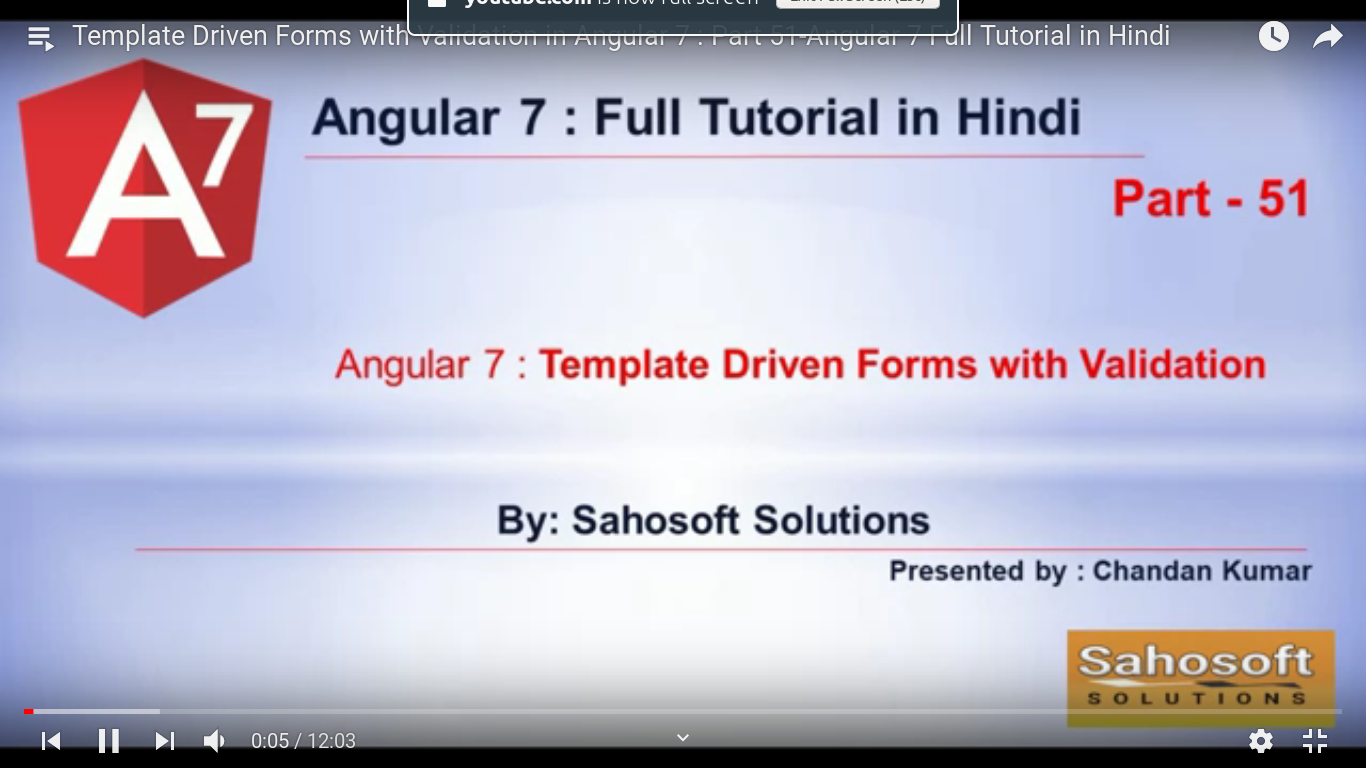 youtube.com is now full screen
Template Driven Forms with Validation in Angular 7 : Part 51-Angular 7 Full Tutorial in Hindi
A7
Angular 7 : Full Tutorial in Hindi
Part - 51
Angular 7 : Template Driven Forms with Validation
By: Sahosoft Solutions
Presented by : Chandan Kumar
Sahosoft
SOLUTIONS
0:05 / 12:03